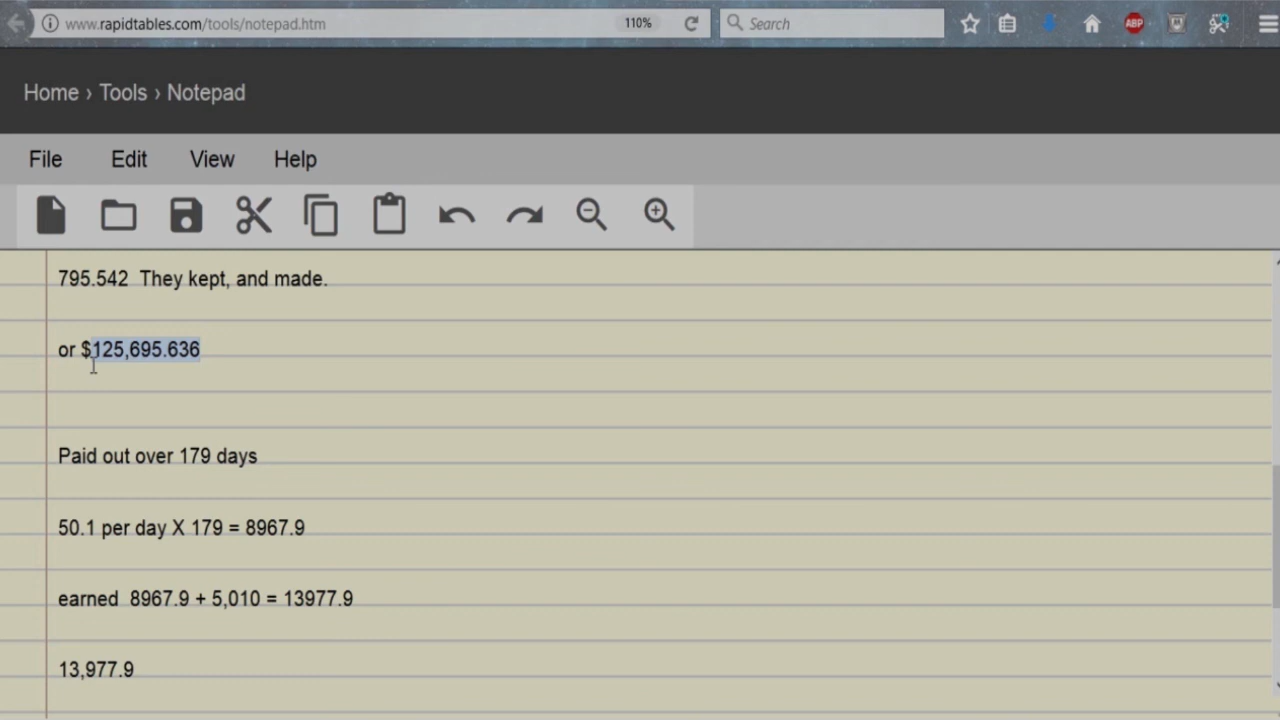 www.rapidtables.com/tools/notepad.htm 110% Search ABP
Home › Tools › Notepad
File Edit View Help
795.542 They kept, and made.
or $125,695.636
Paid out over 179 days
50.1 per day X 179 = 8967.9
earned 8967.9 + 5,010 = 13977.9
13,977.9